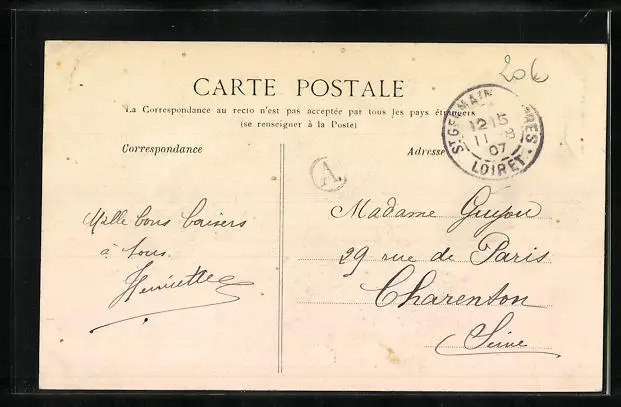 20k
CARTE POSTALE
La Correspondance au recto n'est pas acceptée par tous les pays étrangers
(se renseigner à la Poste)
Correspondance
Adresse
ST GERMAIN
12 15
11 -8
07
LOIRET
A.
Mille bons baisers
à tous
Henriette
Madame Guyou
29 rue de Paris
Charenton
Seine